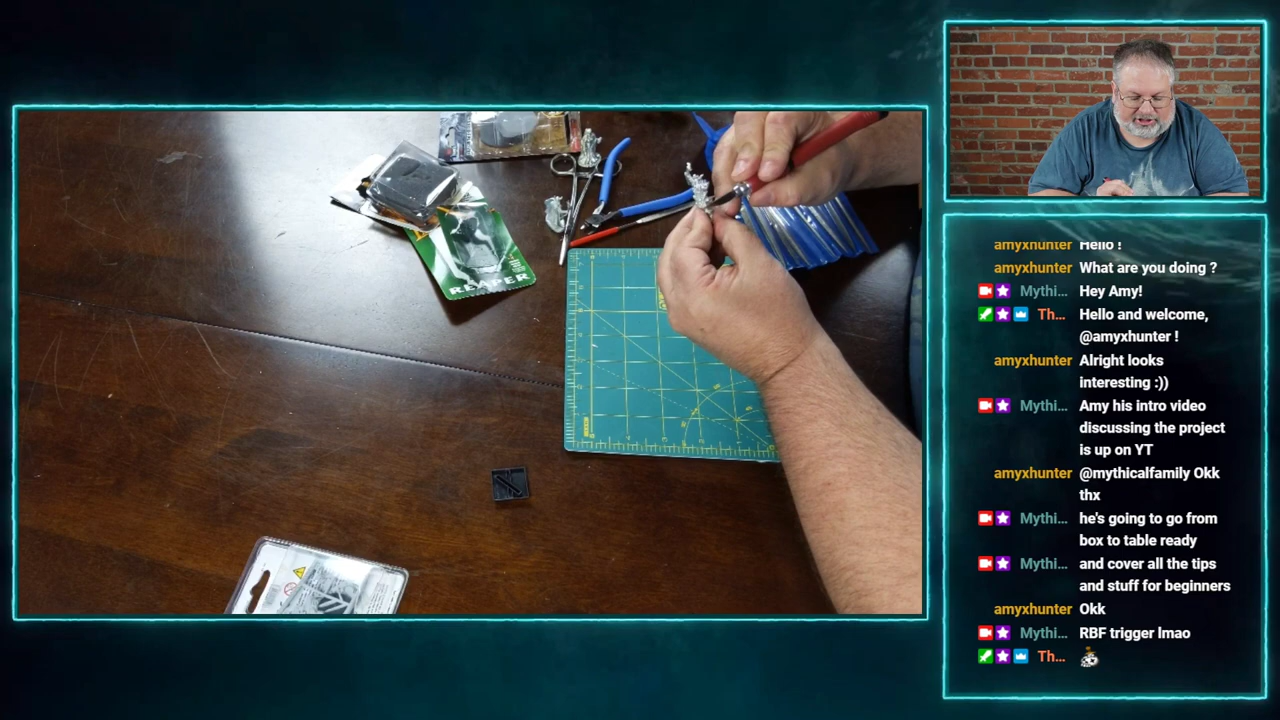 REAPER
amyxhunter Hello !
amyxhunter What are you doing ?
Mythi... Hey Amy!
Th... Hello and welcome,
@amyxhunter !
amyxhunter Alright looks
interesting :))
Mythi... Amy his intro video
discussing the project
is up on YT
amyxhunter @mythicalfamily Okk
thx
Mythi... he's going to go from
box to table ready
Mythi... and cover all the tips
and stuff for beginners
amyxhunter Okk
Mythi... RBF trigger lmao
Th...